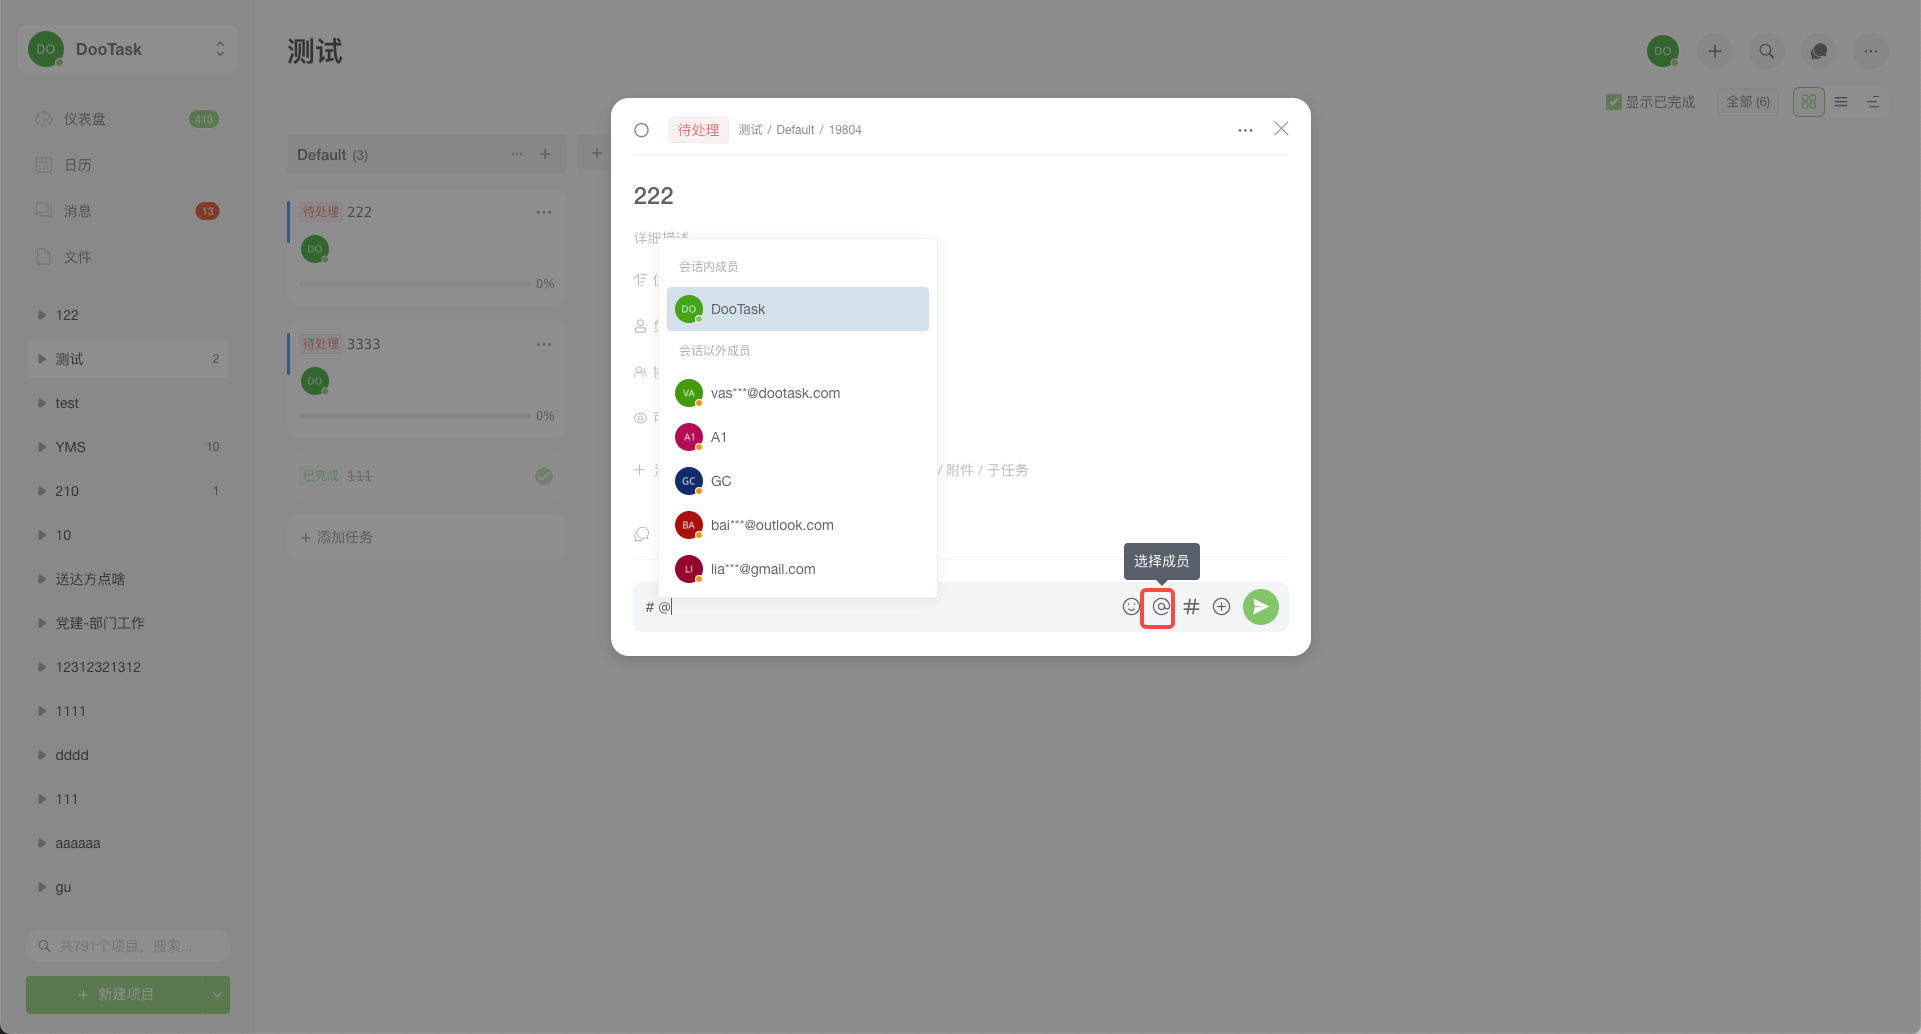 DO DooTask
仪表盘 413
日历
消息 13
文件
122
测试 2
test
YMS 10
210 1
10
送达方点啥
党建-部门工作
12312321312
1111
dddd
111
aaaaaa
gu
共791个项目，搜索...
+ 新建项目
测试
DO
显示已完成 全部 (6)
Default (3)
待处理 222
DO
0%
待处理 3333
DO
0%
已完成 111
+ 添加任务
待处理 测试 / Default / 19804
222
详细描述
会话内成员
DO DooTask
会话以外成员
VA vas***@dootask.com
A1 A1
GC GC
BA bai***@outlook.com
LI lia***@gmail.com
/ 附件 / 子任务
选择成员
# @